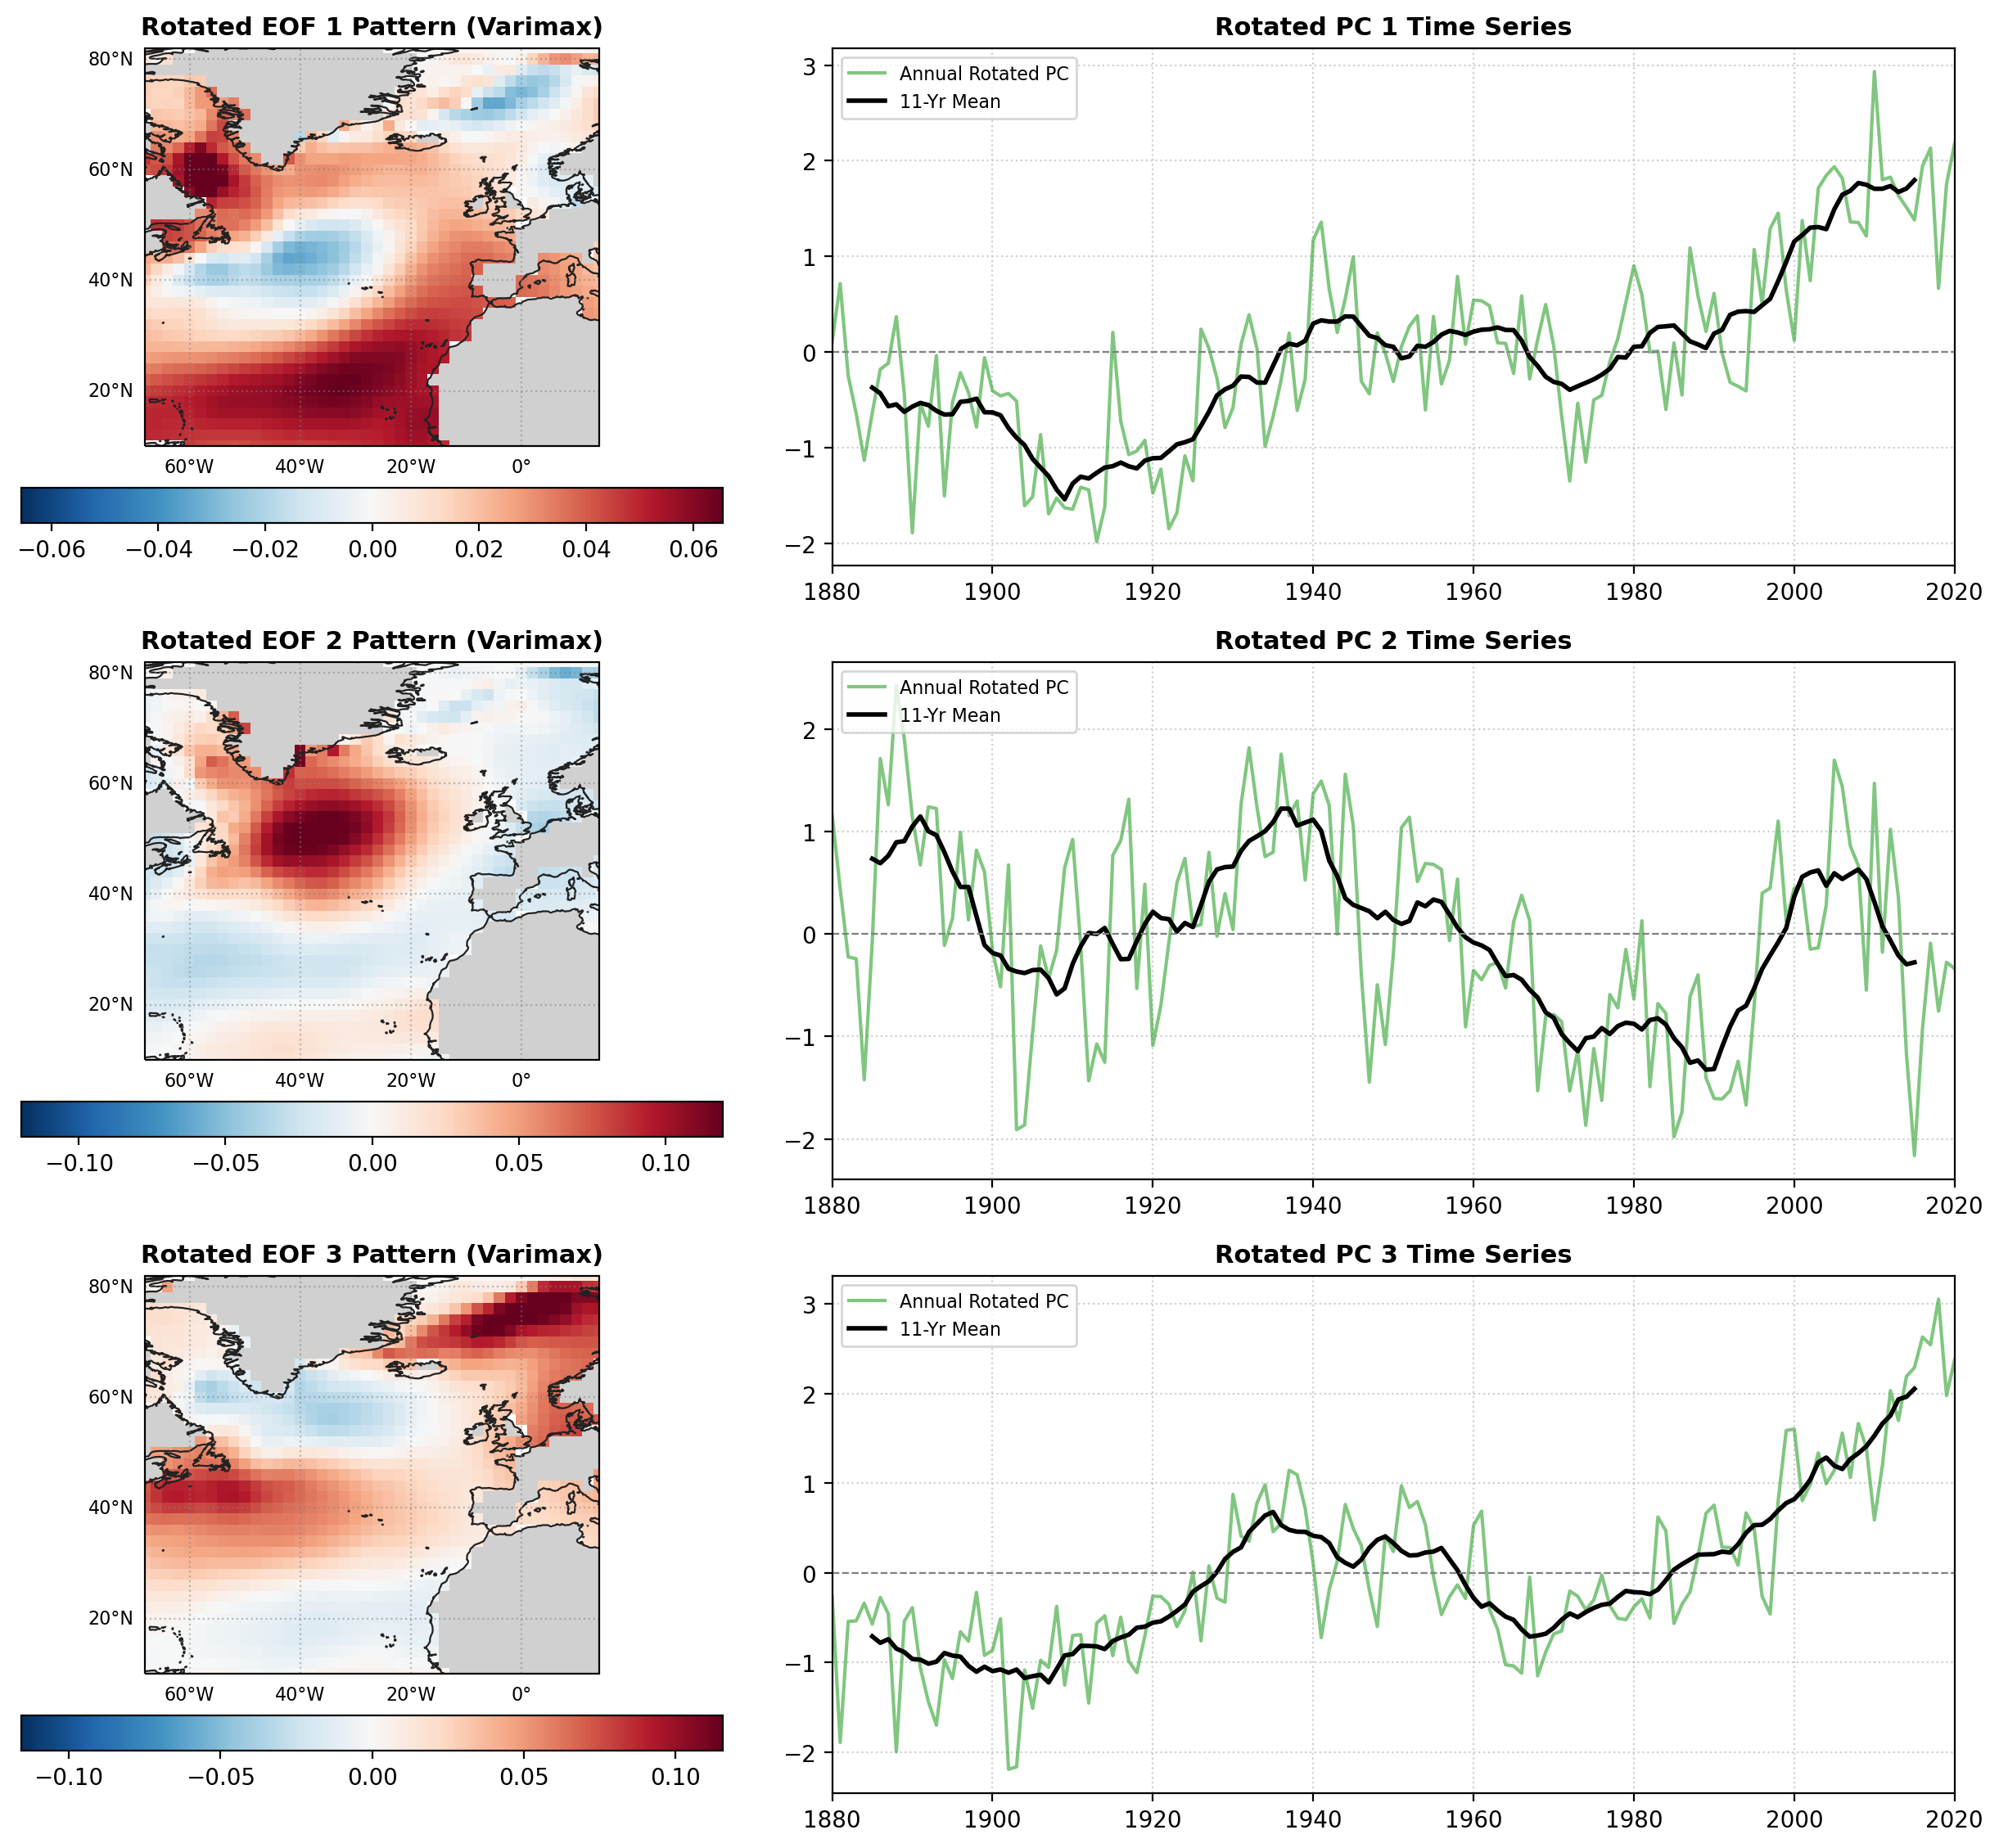 Rotated EOF 1 Pattern (Varimax)
80°N
60°N
40°N
20°N
60°W 40°W 20°W 0°
−0.06 −0.04 −0.02 0.00 0.02 0.04 0.06
Rotated PC 1 Time Series
Annual Rotated PC
11-Yr Mean
3
2
1
0
−1
−2
1880 1900 1920 1940 1960 1980 2000 2020
Rotated EOF 2 Pattern (Varimax)
80°N
60°N
40°N
20°N
60°W 40°W 20°W 0°
−0.10 −0.05 0.00 0.05 0.10
Rotated PC 2 Time Series
Annual Rotated PC
11-Yr Mean
2
1
0
−1
−2
1880 1900 1920 1940 1960 1980 2000 2020
Rotated EOF 3 Pattern (Varimax)
80°N
60°N
40°N
20°N
60°W 40°W 20°W 0°
−0.10 −0.05 0.00 0.05 0.10
Rotated PC 3 Time Series
Annual Rotated PC
11-Yr Mean
3
2
1
0
−1
−2
1880 1900 1920 1940 1960 1980 2000 2020